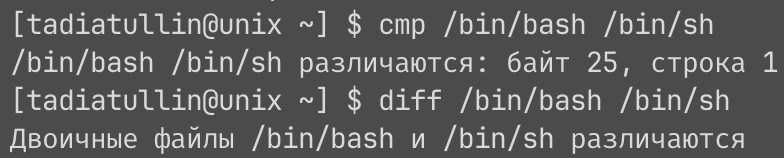 [tadiatullin@unix ~] $ cmp /bin/bash /bin/sh
/bin/bash /bin/sh различаются: байт 25, строка 1
[tadiatullin@unix ~] $ diff /bin/bash /bin/sh
Двоичные файлы /bin/bash и /bin/sh различаются